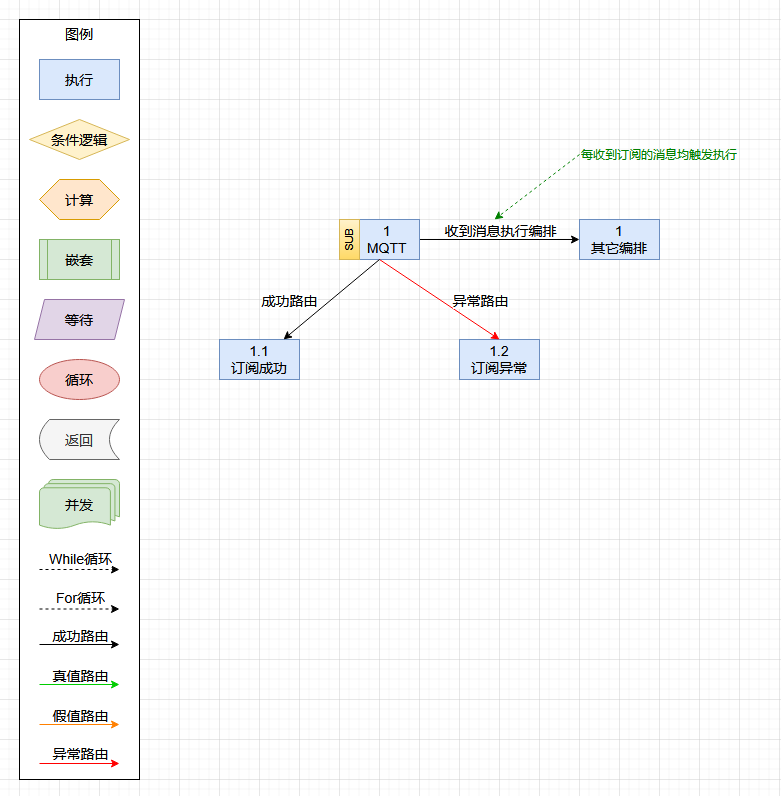 图例
执行
条件逻辑
计算
嵌套
等待
循环
返回
并发
While循环
For循环
成功路由
真值路由
假值路由
异常路由
每收到订阅的消息均触发执行
SUB
1
MQTT
收到消息执行编排
1
其它编排
成功路由
异常路由
1.1
订阅成功
1.2
订阅异常